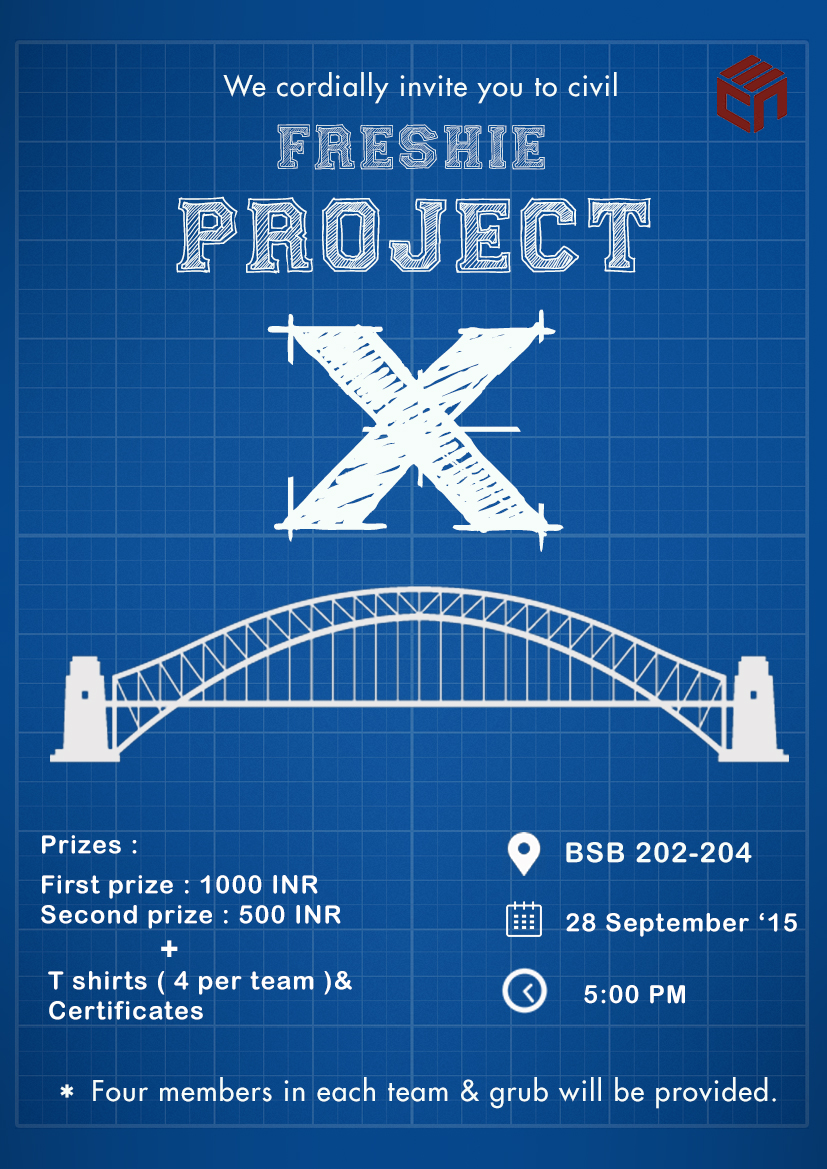 We cordially invite you to civil
FRESHIE
PROJECT
X
Prizes :
First prize : 1000 INR
Second prize : 500 INR
+
T shirts ( 4 per team )&
Certificates
BSB 202-204
28 September ‘15
5:00 PM
* Four members in each team & grub will be provided.